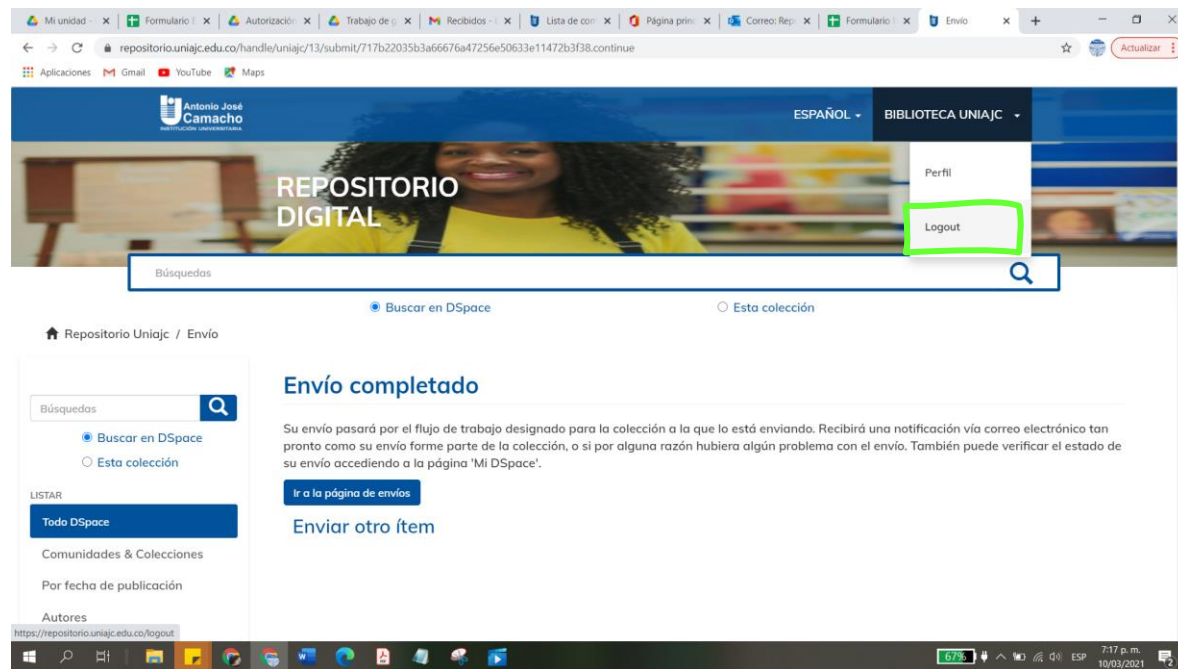 Mi unidad -
Formulario
Autorización
Trabajo de g
Recibidos -
Lista de com
Página princ
Correo: Rep
Formulario
Envío
repositorio.uniajc.edu.co/handle/uniajc/13/submit/717b22035b3a66676a47256e50633e11472b3f38.continue
Actualizar
Aplicaciones
Gmail
YouTube
Maps
Antonio José
Camacho
INSTITUCIÓN UNIVERSITARIA
ESPAÑOL
BIBLIOTECA UNIAJC
Perfil
Logout
REPOSITORIO
DIGITAL
Búsquedas
Buscar en DSpace
Esta colección
Repositorio Uniajc / Envío
Búsquedas
Buscar en DSpace
Esta colección
LISTAR
Todo DSpace
Comunidades & Colecciones
Por fecha de publicación
Autores
Envío completado
Su envío pasará por el flujo de trabajo designado para la colección a la que lo está enviando. Recibirá una notificación vía correo electrónico tan
pronto como su envío forme parte de la colección, o si por alguna razón hubiera algún problema con el envío. También puede verificar el estado de
su envío accediendo a la página 'Mi DSpace'.
Ir a la página de envíos
Enviar otro ítem
https://repositorio.uniajc.edu.co/logout
67%
ESP
7:17 p. m.
10/03/2021
2